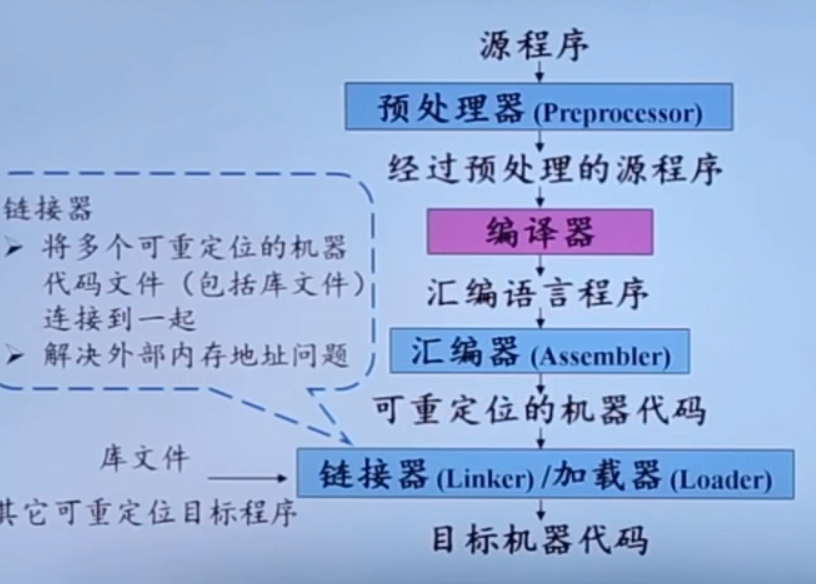 源程序
预处理器(Preprocessor)
经过预处理的源程序
编译器
汇编语言程序
汇编器(Assembler)
可重定位的机器代码
链接器(Linker)/加载器(Loader)
目标机器代码
链接器
➢ 将多个可重定位的机器
代码文件（包括库文件）
连接到一起
➢ 解决外部内存地址问题
库文件
其它可重定位目标程序